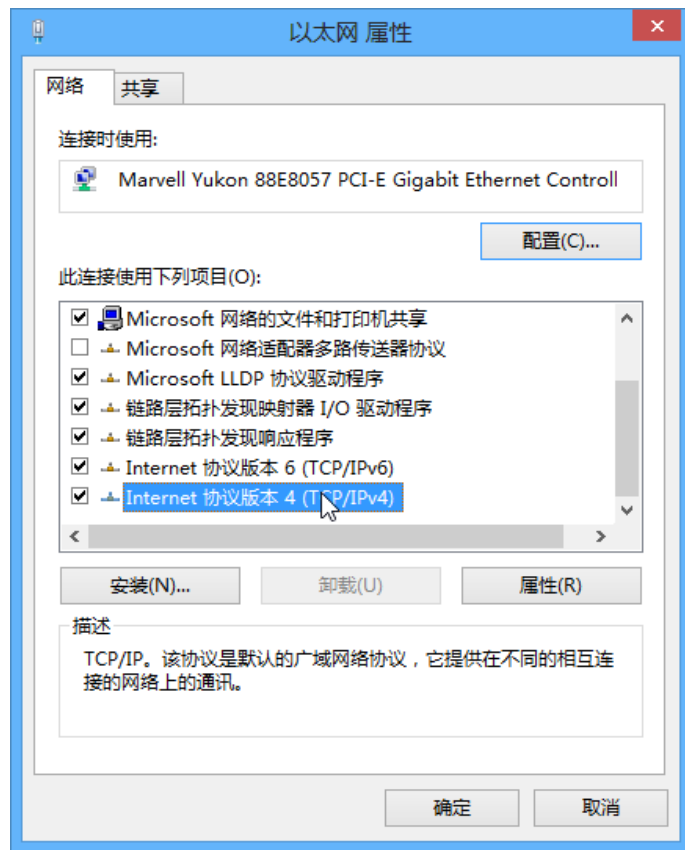 以太网 属性
网络
共享
连接时使用:
Marvell Yukon 88E8057 PCI-E Gigabit Ethernet Controll
配置(C)...
此连接使用下列项目(O):
Microsoft 网络的文件和打印机共享
Microsoft 网络适配器多路传送器协议
Microsoft LLDP 协议驱动程序
链路层拓扑发现映射器 I/O 驱动程序
链路层拓扑发现响应程序
Internet 协议版本 6 (TCP/IPv6)
Internet 协议版本 4 (TCP/IPv4)
安装(N)...
卸载(U)
属性(R)
描述
TCP/IP。该协议是默认的广域网络协议，它提供在不同的相互连
接的网络上的通讯。
确定
取消